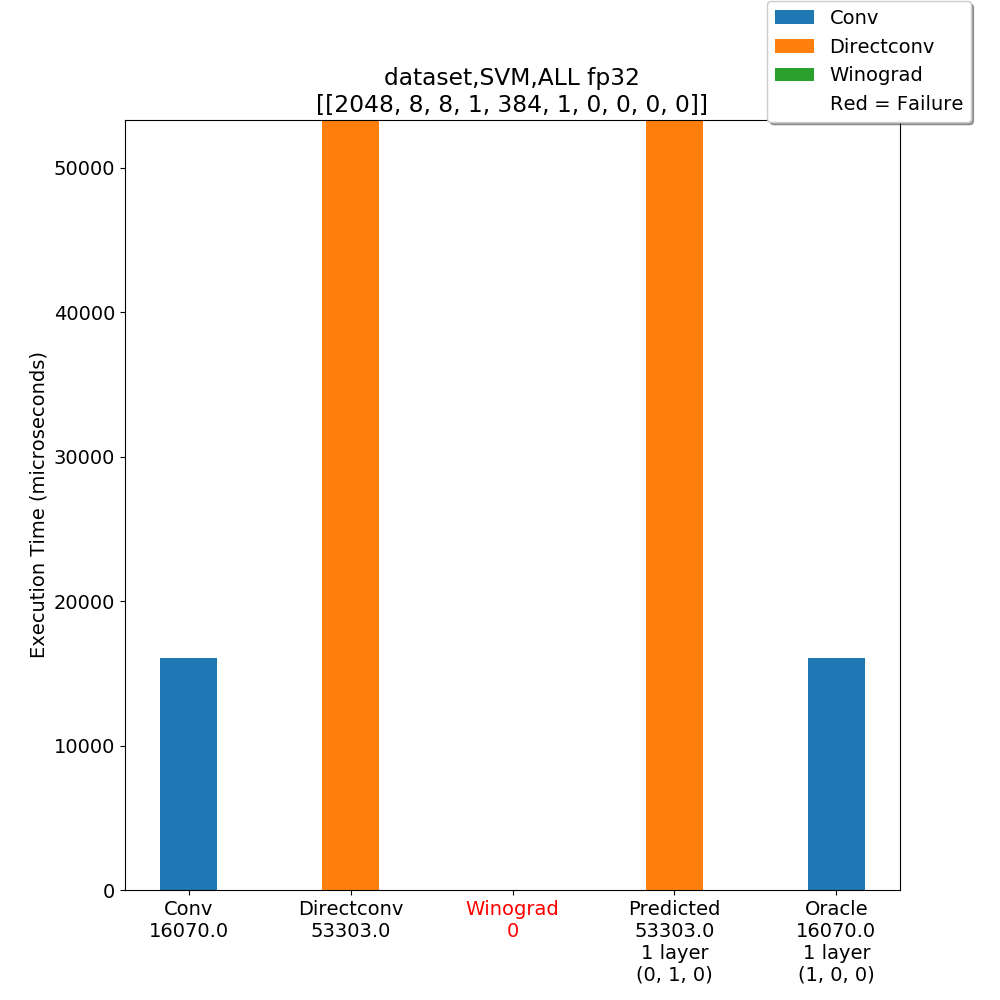 Conv
Directconv
Winograd
Red = Failure
dataset,SVM,ALL fp32
[[2048, 8, 8, 1, 384, 1, 0, 0, 0, 0]]
Execution Time (microseconds)
50000
40000
30000
20000
10000
0
Conv
16070.0
Directconv
53303.0
Winograd
0
Predicted
53303.0
1 layer
(0, 1, 0)
Oracle
16070.0
1 layer
(1, 0, 0)